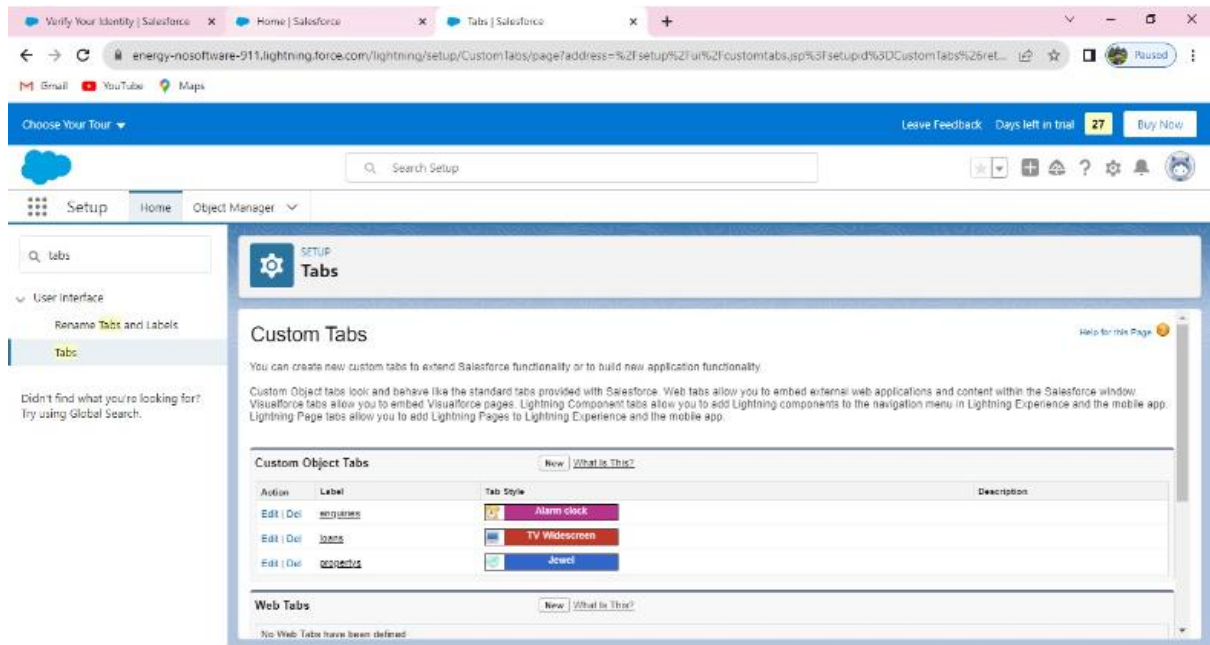 Verify Your Identity | Salesforce
Home | Salesforce
Tabs | Salesforce
energy-nosoftware-911.lightning.force.com/lightning/setup/CustomTabs/page?address=%2Fsetup%2Fui%2Fcustomtabs.jsp%3Fsetupid%3DCustomTabs%26ret...
Paused
Gmail YouTube Maps
Choose Your Tour
Leave Feedback Days left in trial 27 Buy Now
Search Setup
Setup Home Object Manager
tabs
SETUP
Tabs
User Interface
Rename Tabs and Labels
Tabs
Didn't find what you're looking for?
Try using Global Search.
Custom Tabs
Help for this Page
You can create new custom tabs to extend Salesforce functionality or to build new application functionality.
Custom Object tabs look and behave like the standard tabs provided with Salesforce. Web tabs allow you to embed external web applications and content within the Salesforce window.
Visualforce tabs allow you to embed Visualforce pages. Lightning Component tabs allow you to add Lightning components to the navigation menu in Lightning Experience and the mobile app.
Lightning Page tabs allow you to add Lightning Pages to Lightning Experience and the mobile app.
Custom Object Tabs New What Is This?
Action Label Tab Style Description
Edit | Del enquiries Alarm clock
Edit | Del loans TV Widescreen
Edit | Del propertys Jewel
Web Tabs New What Is This?
No Web Tabs have been defined